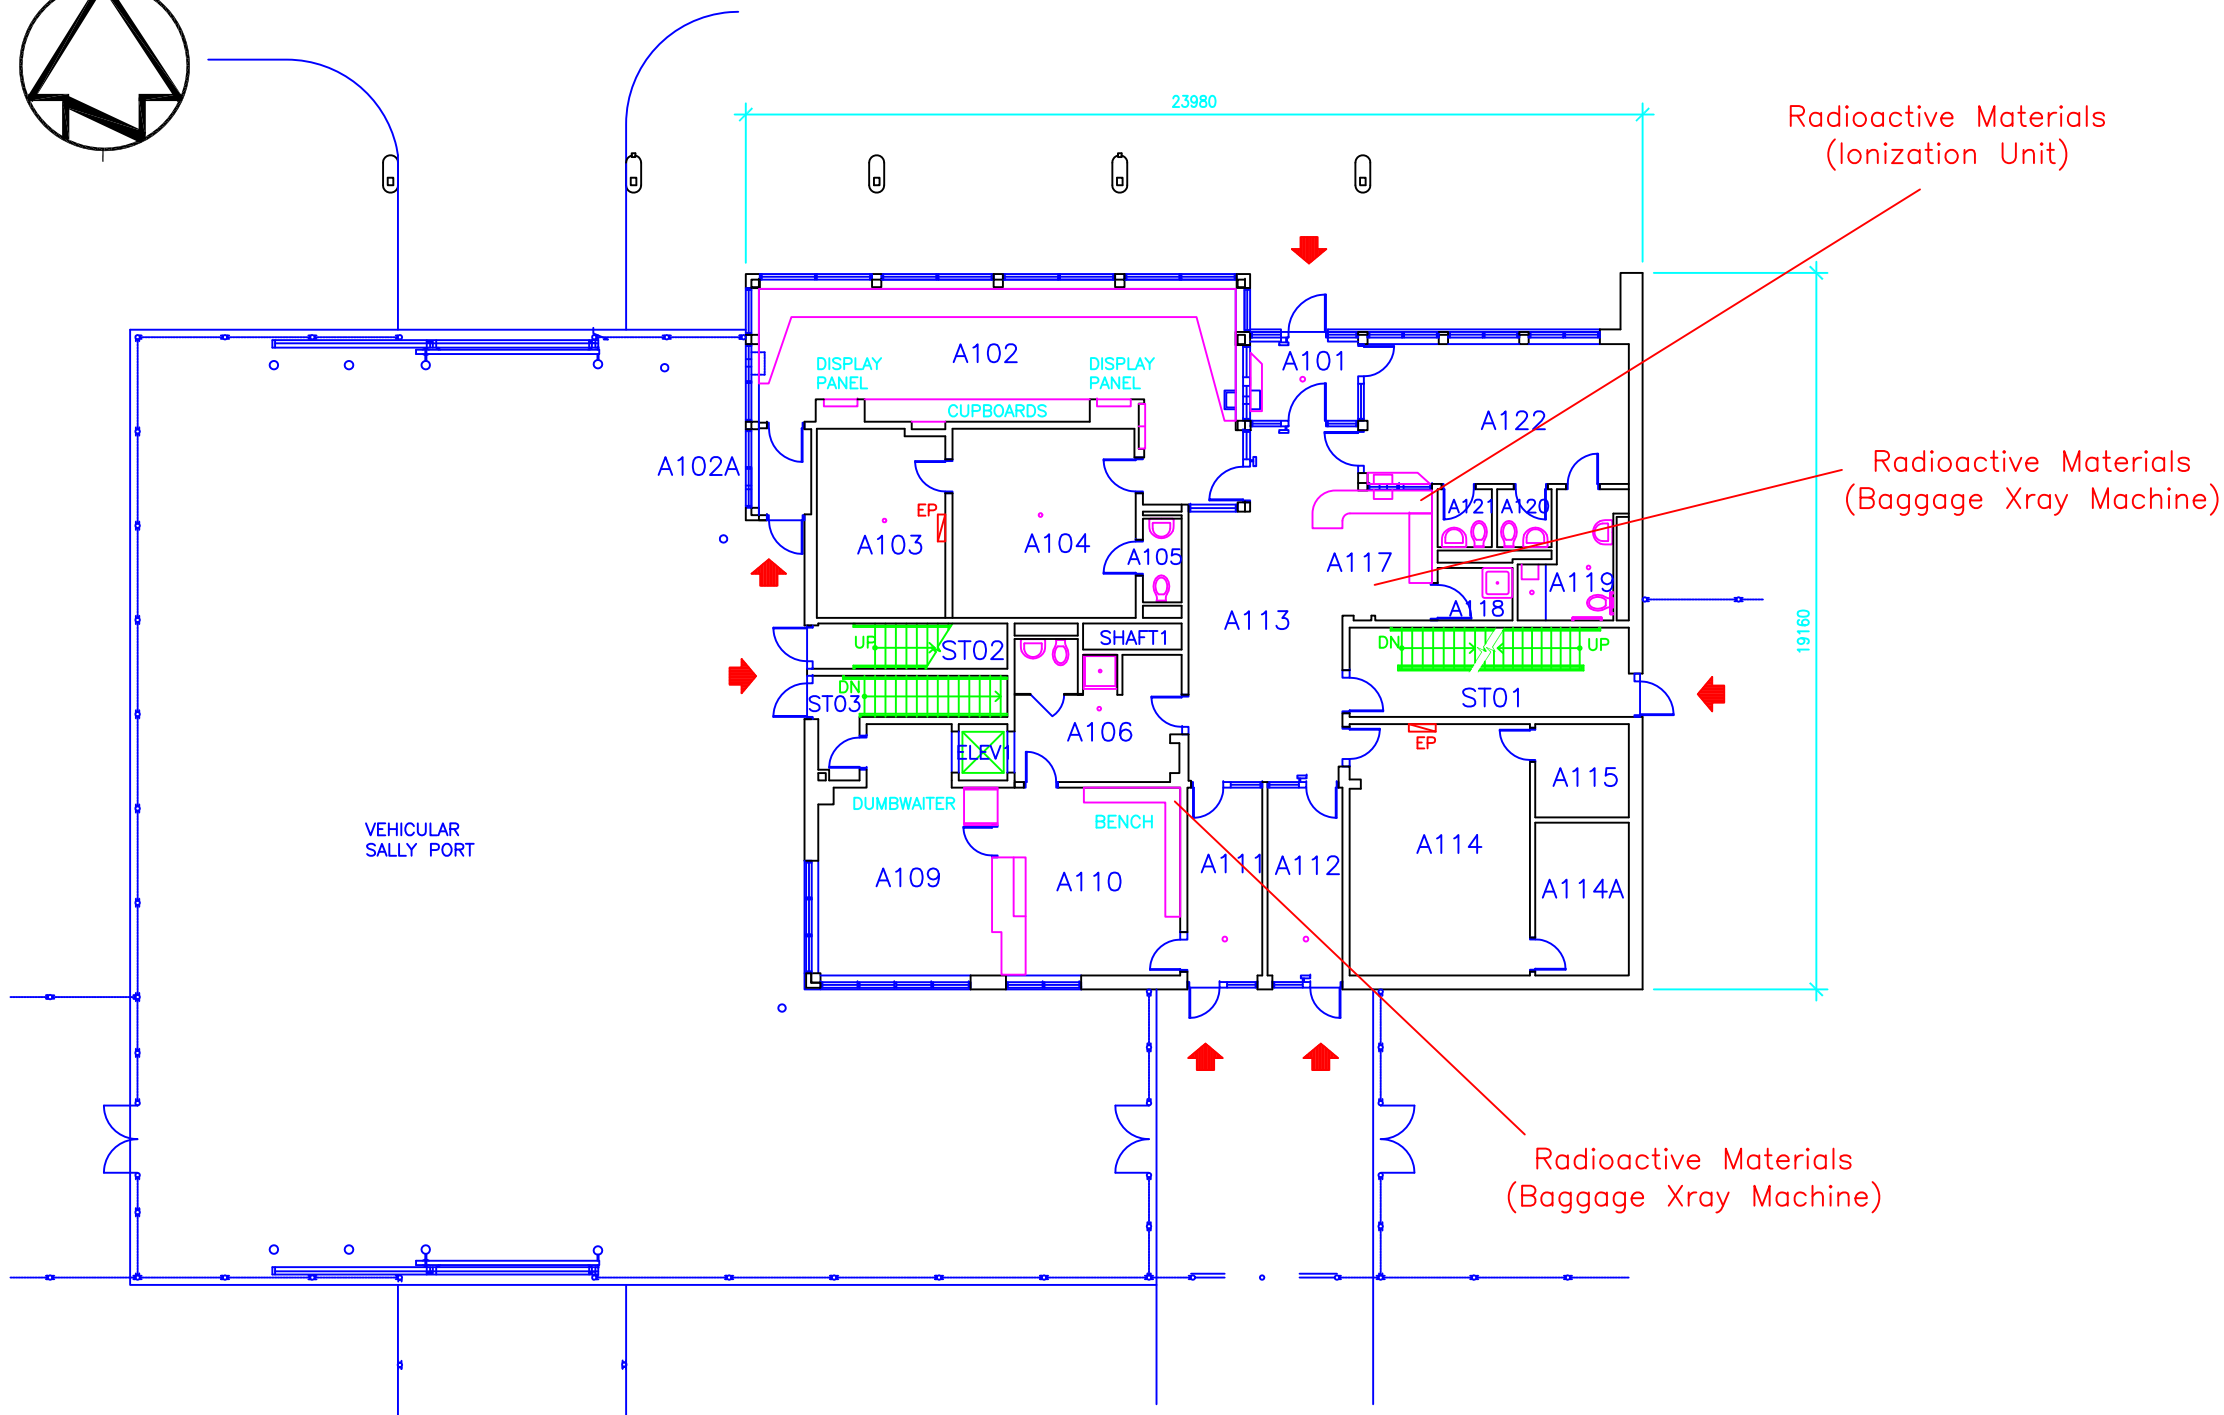 23980
Radioactive Materials
(Ionization Unit)
A102
A101
DISPLAY
PANEL
DISPLAY
PANEL
CUPBOARDS
A122
A102A
Radioactive Materials
(Baggage Xray Machine)
EP
A121
A120
A103
A104
A105
A117
A119
A118
A113
SHAFT1
UP
ST02
DN
UP
19160
DN
ST03
ST01
A106
EP
ELEV1
A115
DUMBWAITER
BENCH
VEHICULAR
SALLY PORT
A114
A111
A112
A109
A110
A114A
Radioactive Materials
(Baggage Xray Machine)